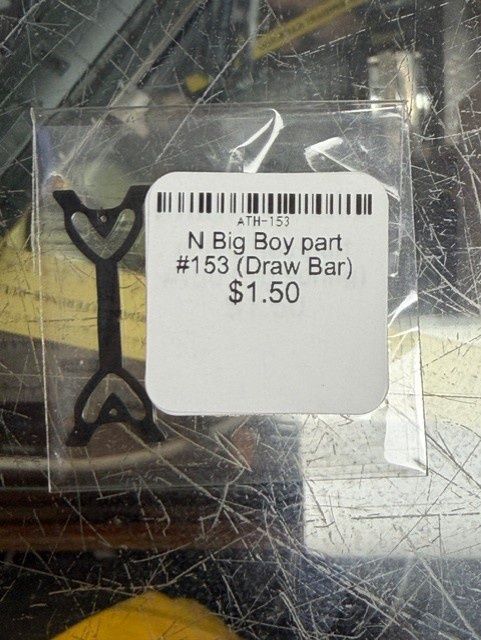 ATH-153
N Big Boy part
#153 (Draw Bar)
$1.50